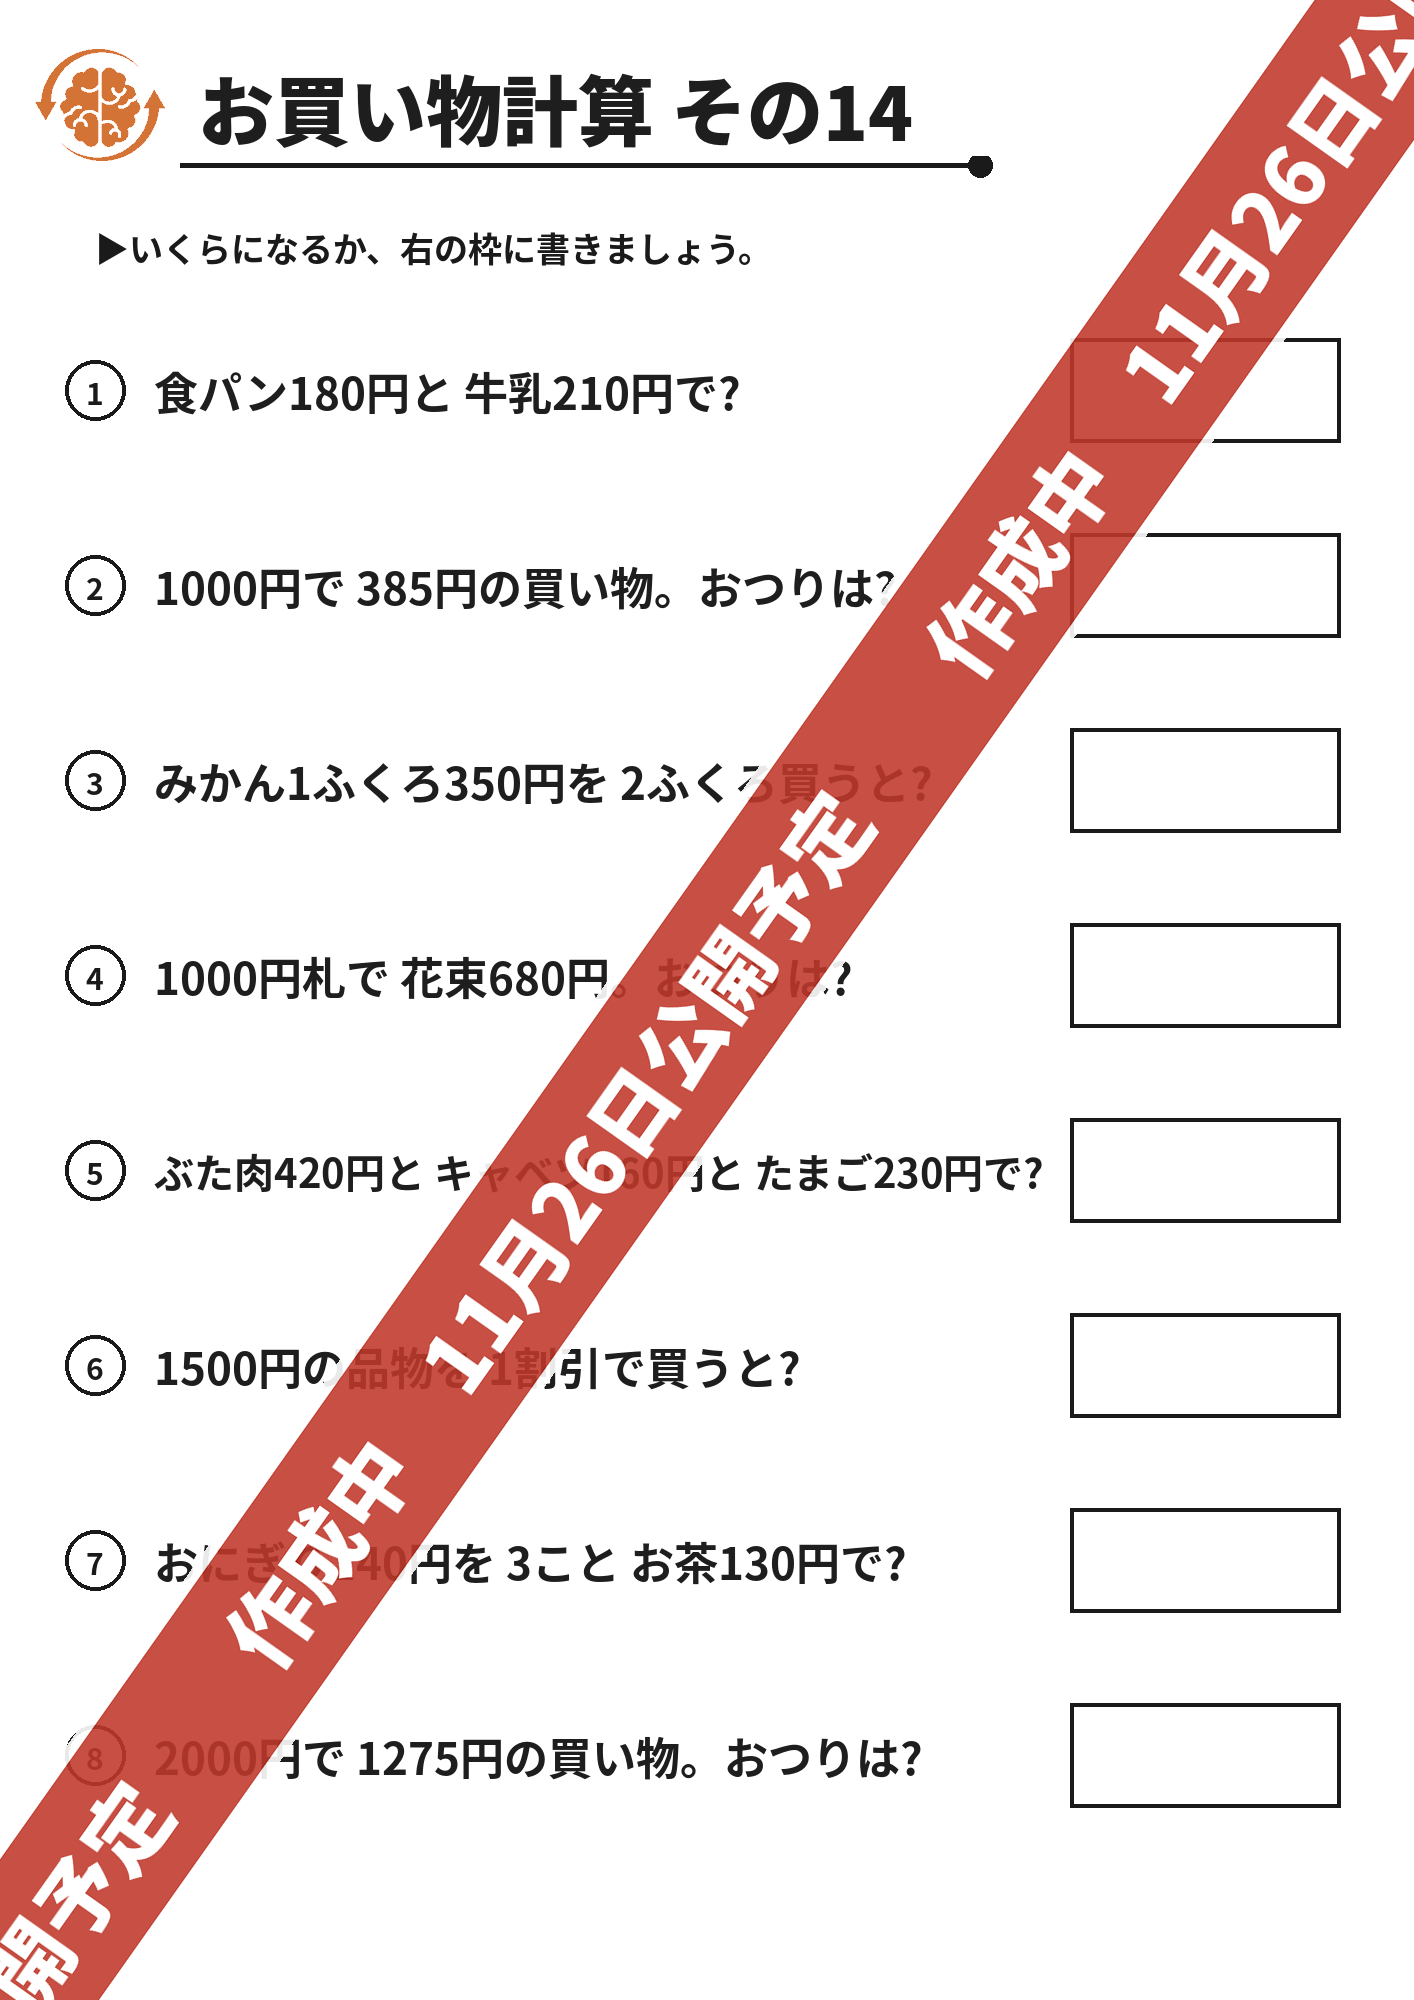 お買い物計算 その14
▶いくらになるか、右の枠に書きましょう。
1 食パン180円と 牛乳210円で?
2 1000円で 385円の買い物。おつりは?
3 みかん1ふくろ350円を 2ふくろ買うと?
4 1000円札で 花束680円。おつりは?
5 ぶた肉420円と キャベツ160円と たまご230円で?
6 1500円の品物を 1割引で買うと?
7 おにぎ 40円を 3こと お茶130円で?
8 2000円で 1275円の買い物。おつりは?
作成中 11月26日公
作成中 11月26日公開予定
開予定